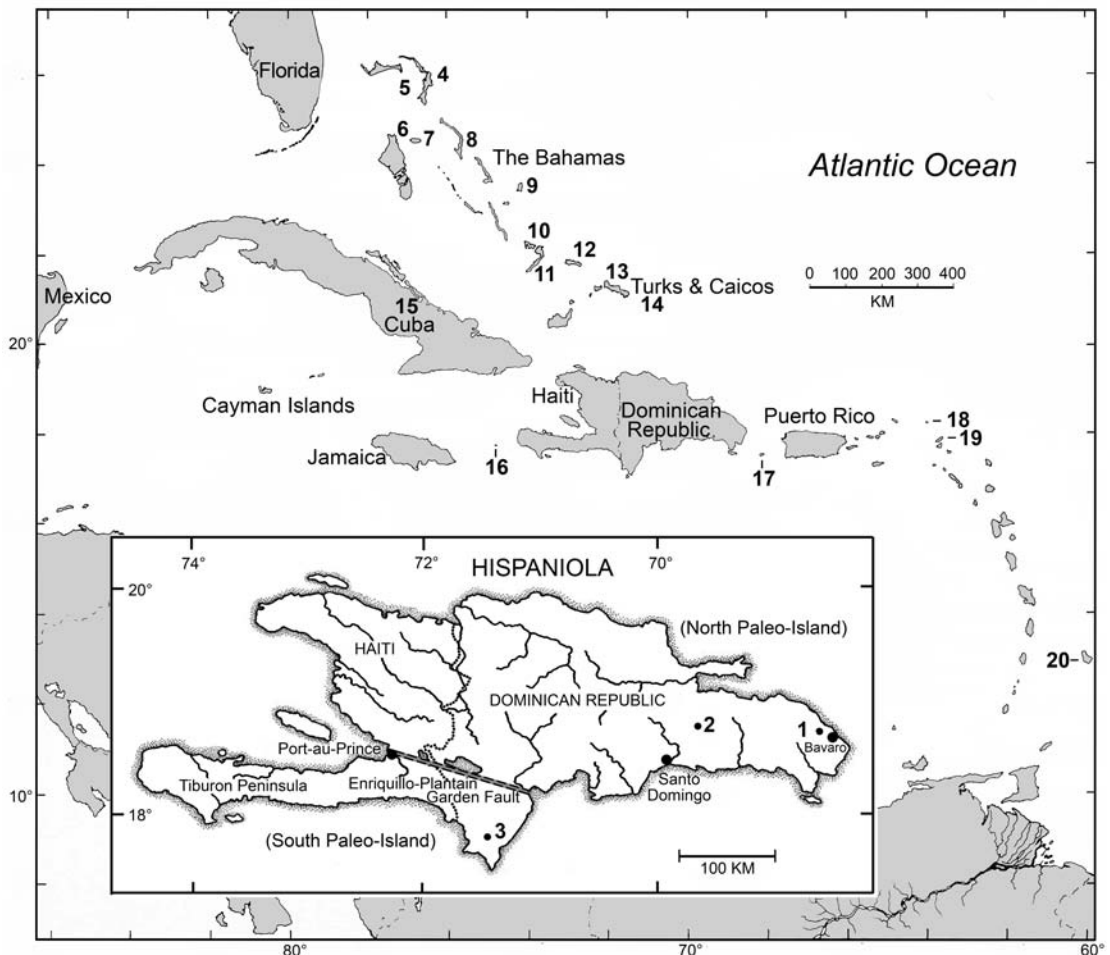 Florida
4
5
6
7
8
The Bahamas
9
Atlantic Ocean
10
11
12
13
Turks & Caicos
14
0 100 200 300 400
KM
Mexico
15
Cuba
20°
Haiti
Dominican
Republic
Puerto Rico
Cayman Islands
Jamaica
16
17
18
19
20
74°
72°
70°
HISPANIOLA
20°
(North Paleo-Island)
HAITI
DOMINICAN REPUBLIC
2
1
Bavaro
Port-au-Prince
Tiburon Peninsula
Enriquillo-Plantain
Garden Fault
Santo
Domingo
18°
(South Paleo-Island)
3
100 KM
10°
80°
70°
60°